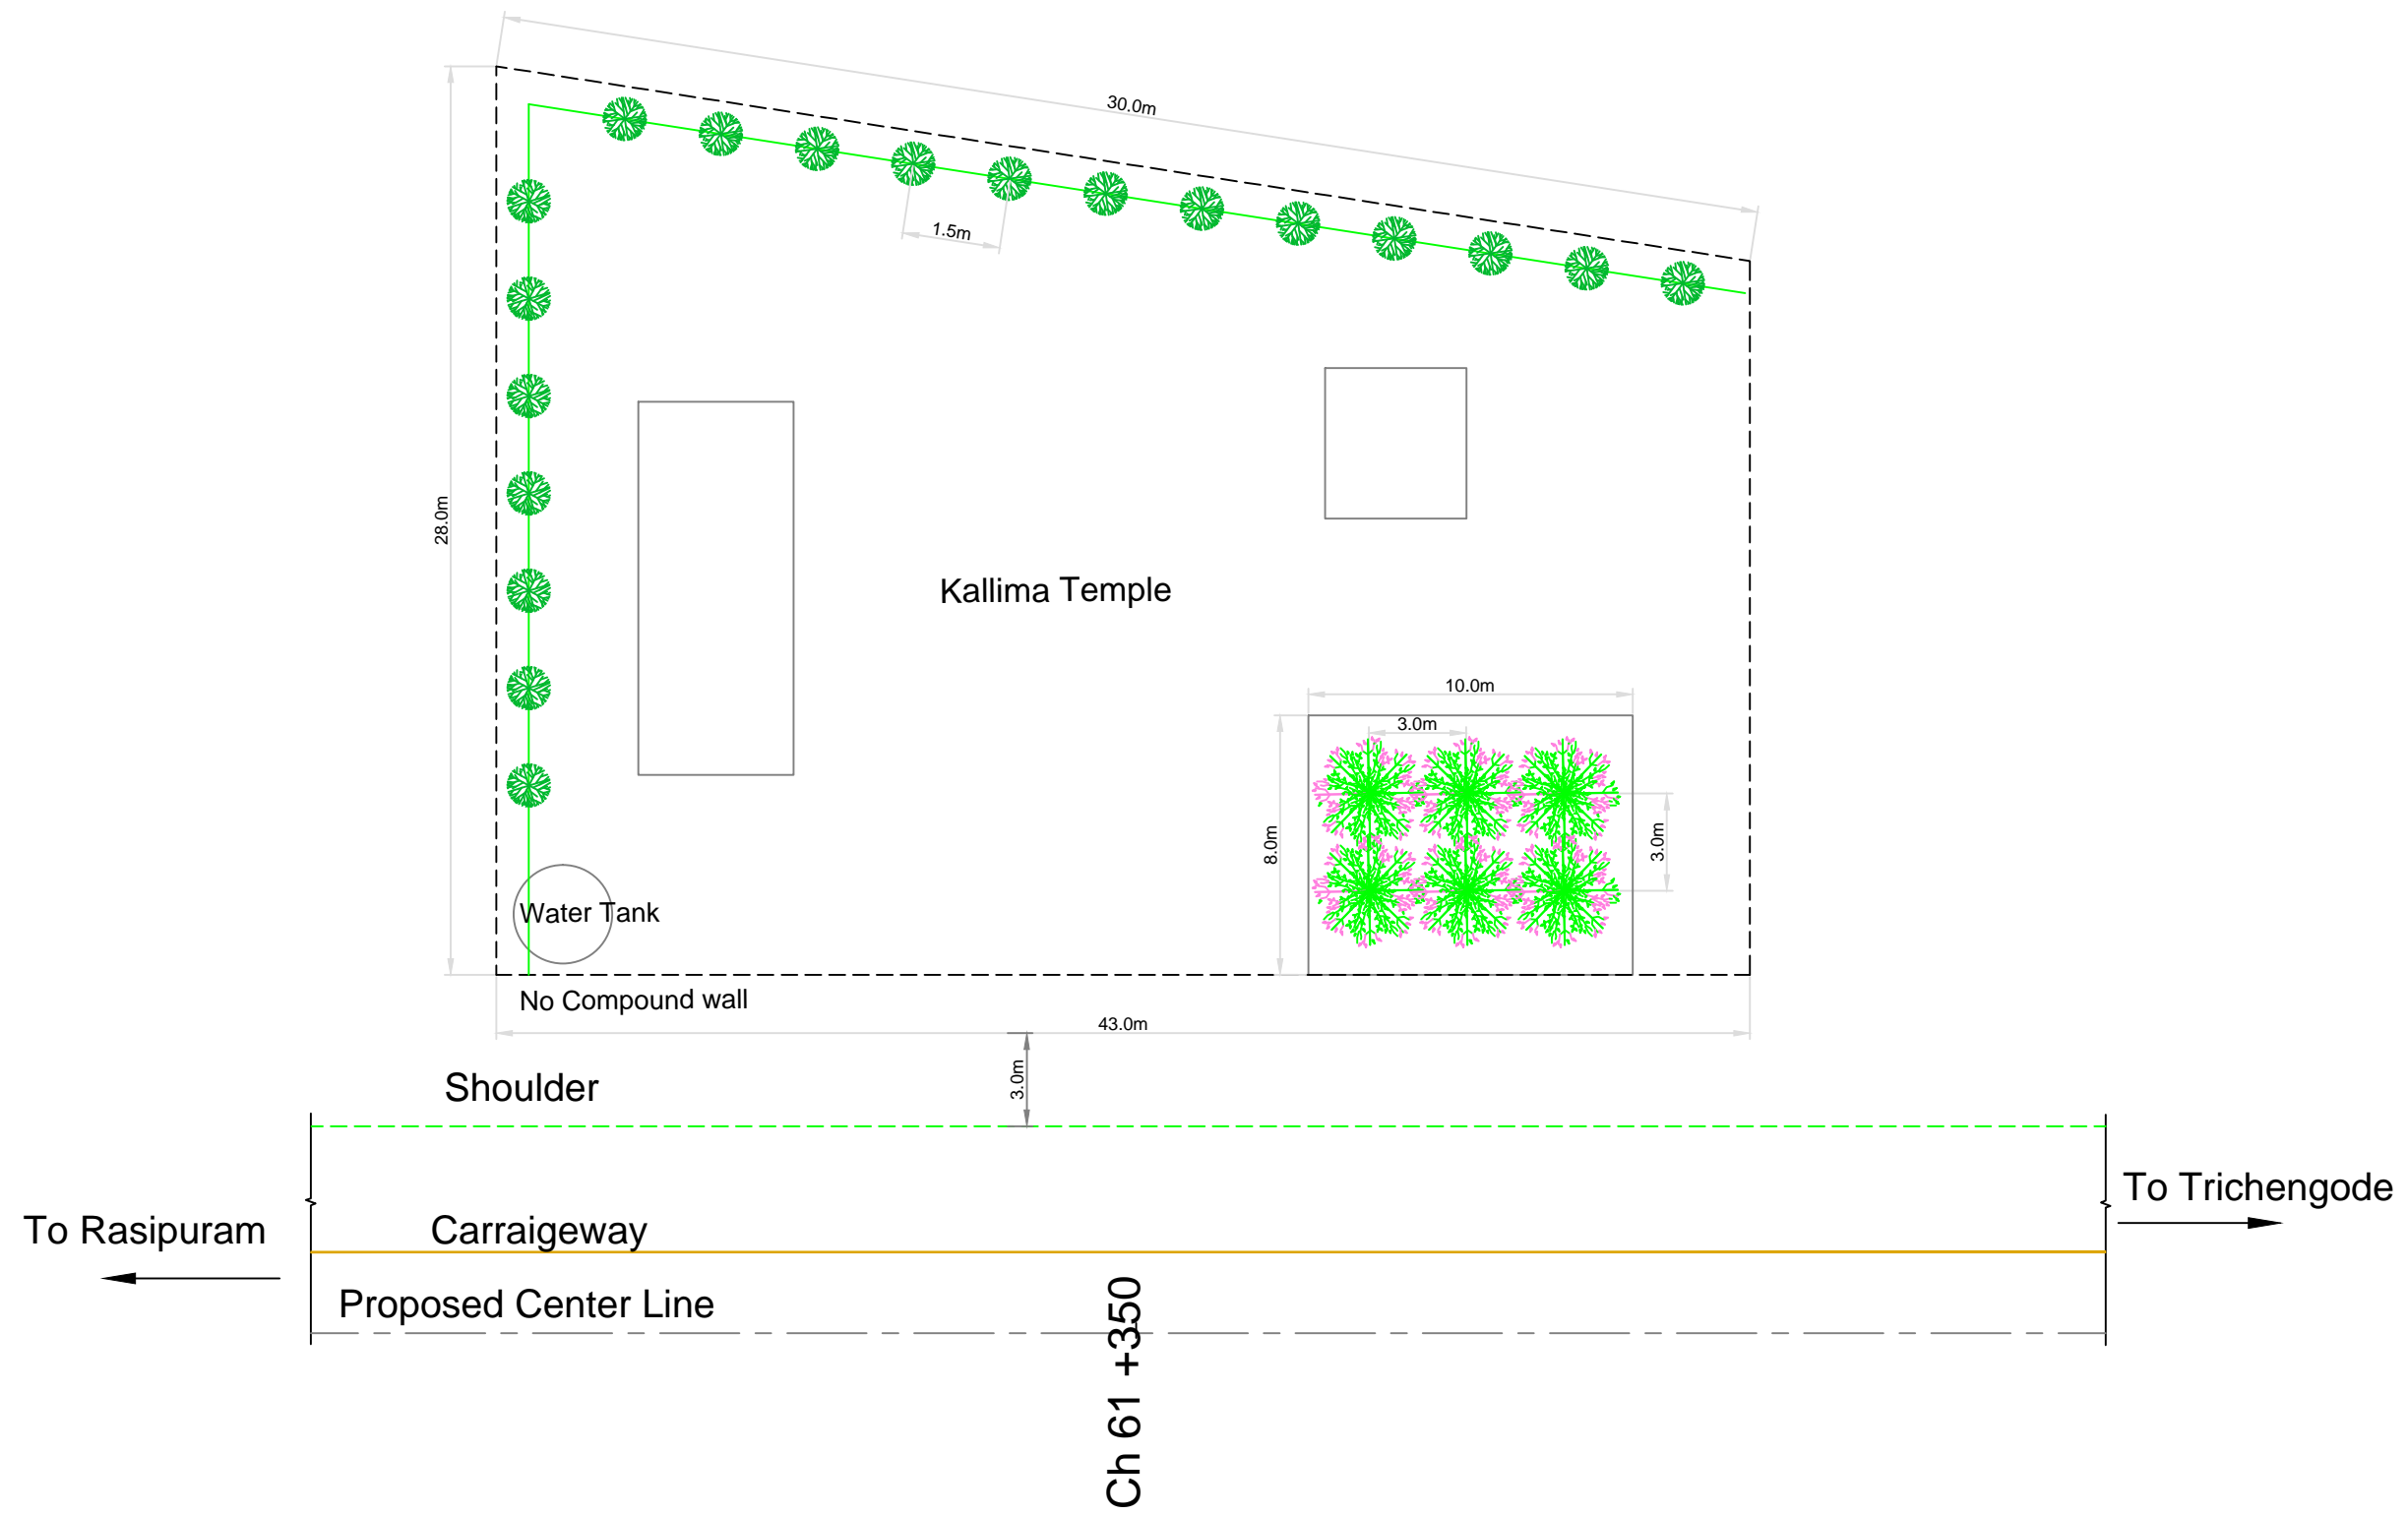 30.0m
1.5m
28.0m
Kallima Temple
10.0m
3.0m
8.0m
3.0m
Water Tank
No Compound wall
43.0m
3.0m
Shoulder
To Trichengode
To Rasipuram
Carraigeway
Proposed Center Line
Ch 61 +350